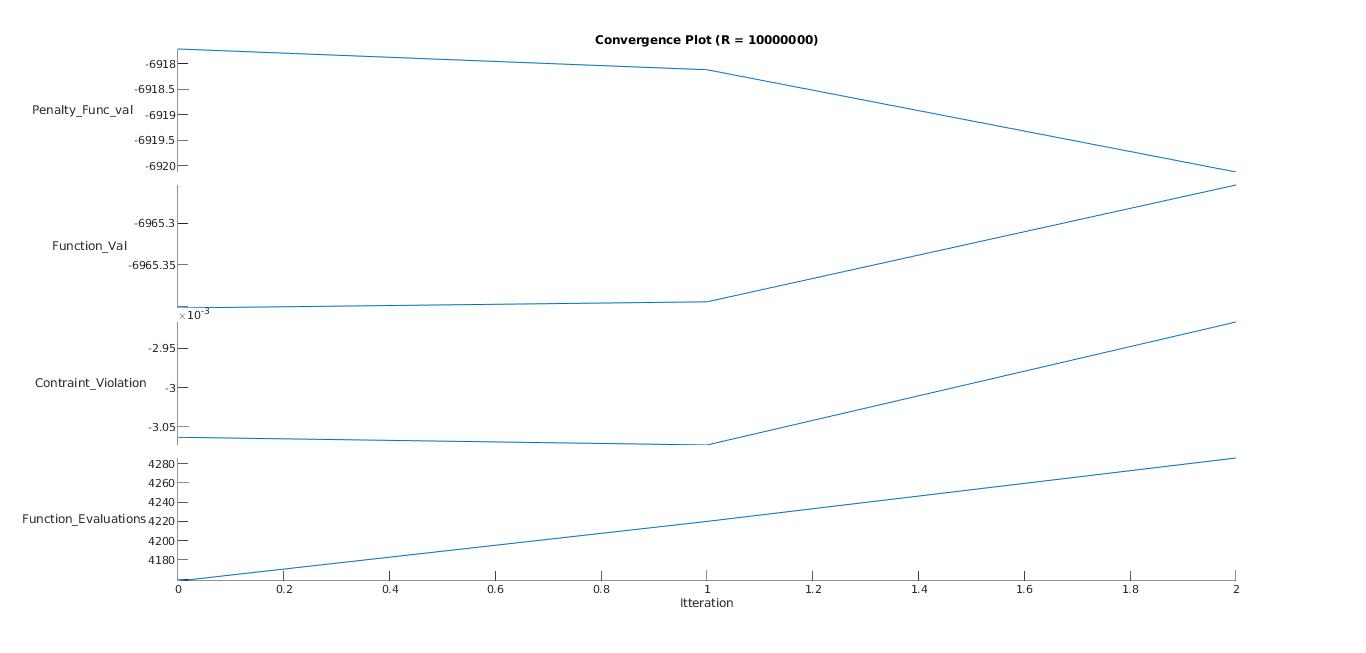 Convergence Plot (R = 10000000)
-6918
-6918.5
Penalty_Func_val
-6919
-6919.5
-6920
-6965.3
Function_Val
-6965.35
×10-3
-2.95
Contraint_Violation
-3
-3.05
4280
4260
4240
Function_Evaluations
4220
4200
4180
0 0.2 0.4 0.6 0.8 1 1.2 1.4 1.6 1.8 2
Itteration